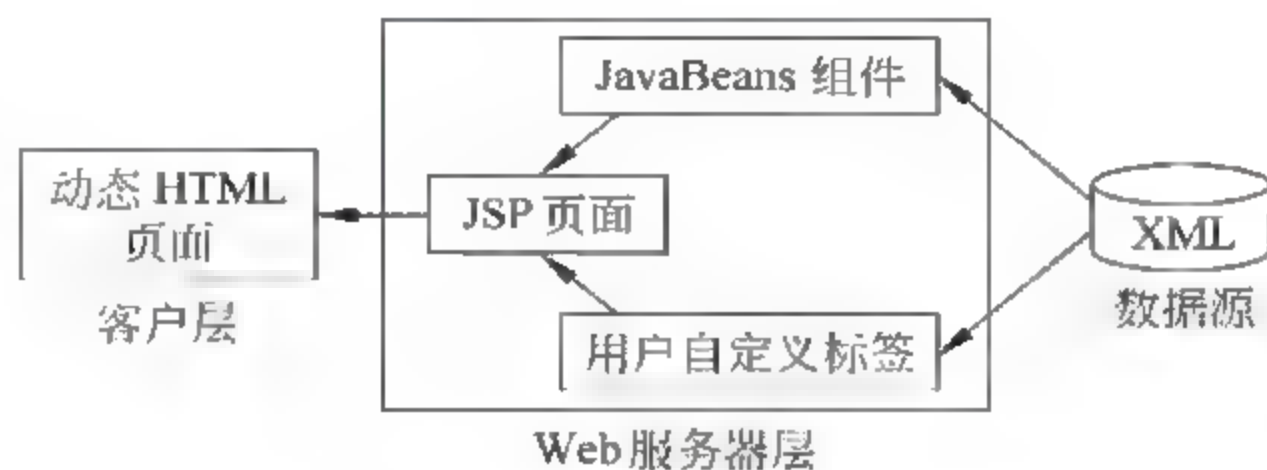 JavaBeans 组件
动态 HTML
页面
JSP 页面
XML
客户层
数据源
用户自定义标签
Web服务器层